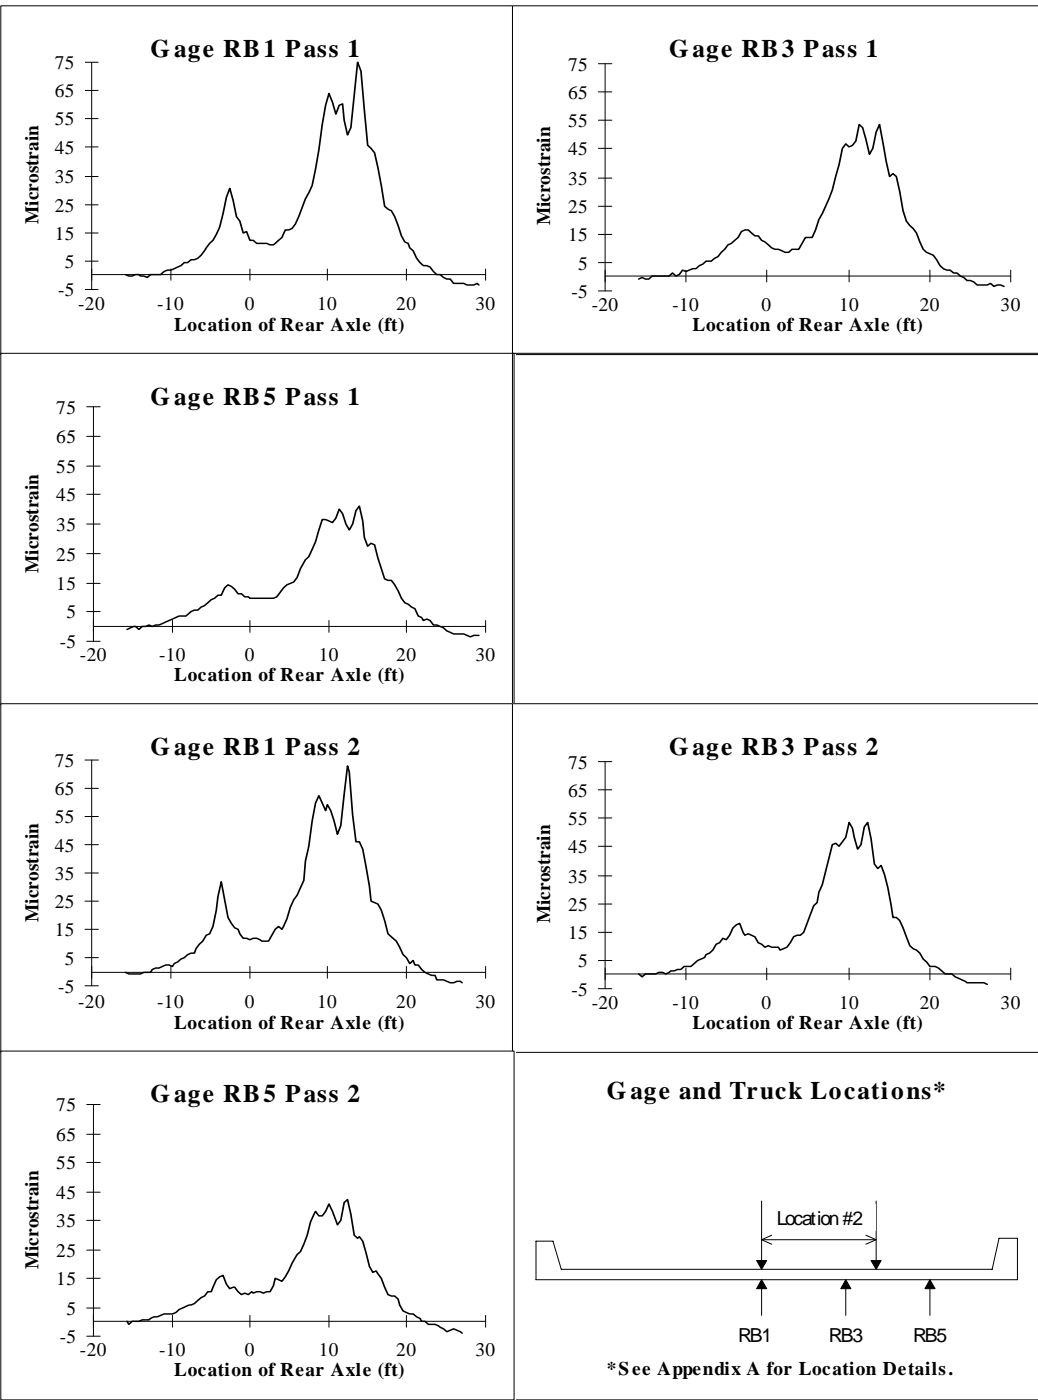 Gage RB1 Pass 1
75
65
55
45
35
25
15
5
-5
Microstrain
-20 -10 0 10 20 30
Location of Rear Axle (ft)
Gage RB3 Pass 1
75
65
55
45
35
25
15
5
-5
Microstrain
-20 -10 0 10 20 30
Location of Rear Axle (ft)
Gage RB5 Pass 1
75
65
55
45
35
25
15
5
-5
Microstrain
-20 -10 0 10 20 30
Location of Rear Axle (ft)
Gage RB1 Pass 2
75
65
55
45
35
25
15
5
-5
Microstrain
-20 -10 0 10 20 30
Location of Rear Axle (ft)
Gage RB3 Pass 2
75
65
55
45
35
25
15
5
-5
Microstrain
-20 -10 0 10 20 30
Location of Rear Axle (ft)
Gage RB5 Pass 2
75
65
55
45
35
25
15
5
-5
Microstrain
-20 -10 0 10 20 30
Location of Rear Axle (ft)
Gage and Truck Locations*
Location #2
RB1 RB3 RB5
*See Appendix A for Location Details.